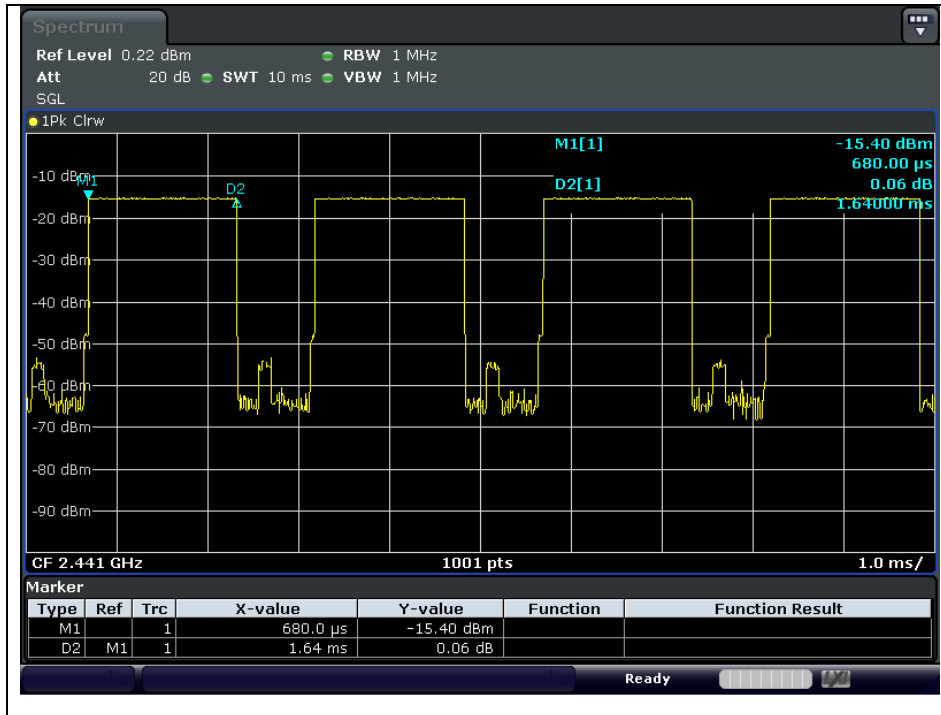 Spectrum
Ref Level 0.22 dBm RBW 1 MHz
Att 20 dB SWT 10 ms VBW 1 MHz
SGL
1Pk Clrw
M1[1] -15.40 dBm
680.00 µs
D2[1] 0.06 dB
1.64000 ms
M1
D2
-10 dBm
-20 dBm
-30 dBm
-40 dBm
-50 dBm
-60 dBm
-70 dBm
-80 dBm
-90 dBm
CF 2.441 GHz 1001 pts 1.0 ms/
Marker
Type Ref Trc X-value Y-value Function Function Result
M1 1 680.0 µs -15.40 dBm
D2 M1 1 1.64 ms 0.06 dB
Ready